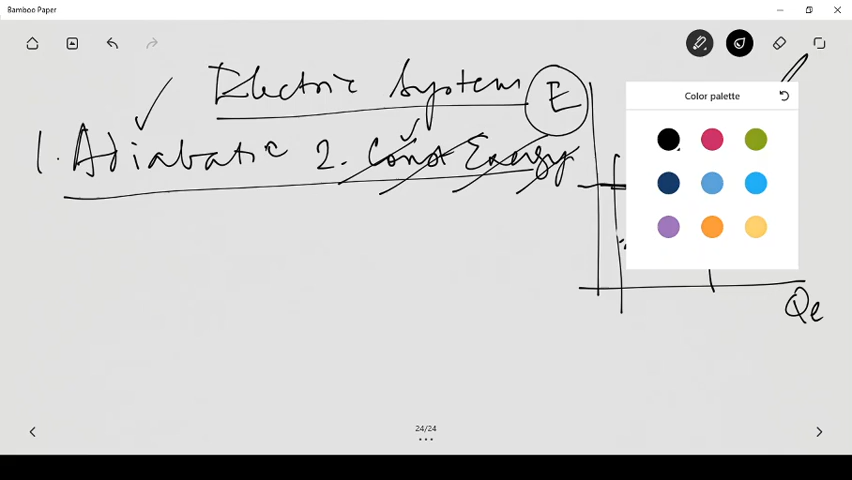 Bamboo Paper
Electric System E
1. Adiabatic 2. Const Energy
Color palette
Qe
24/24